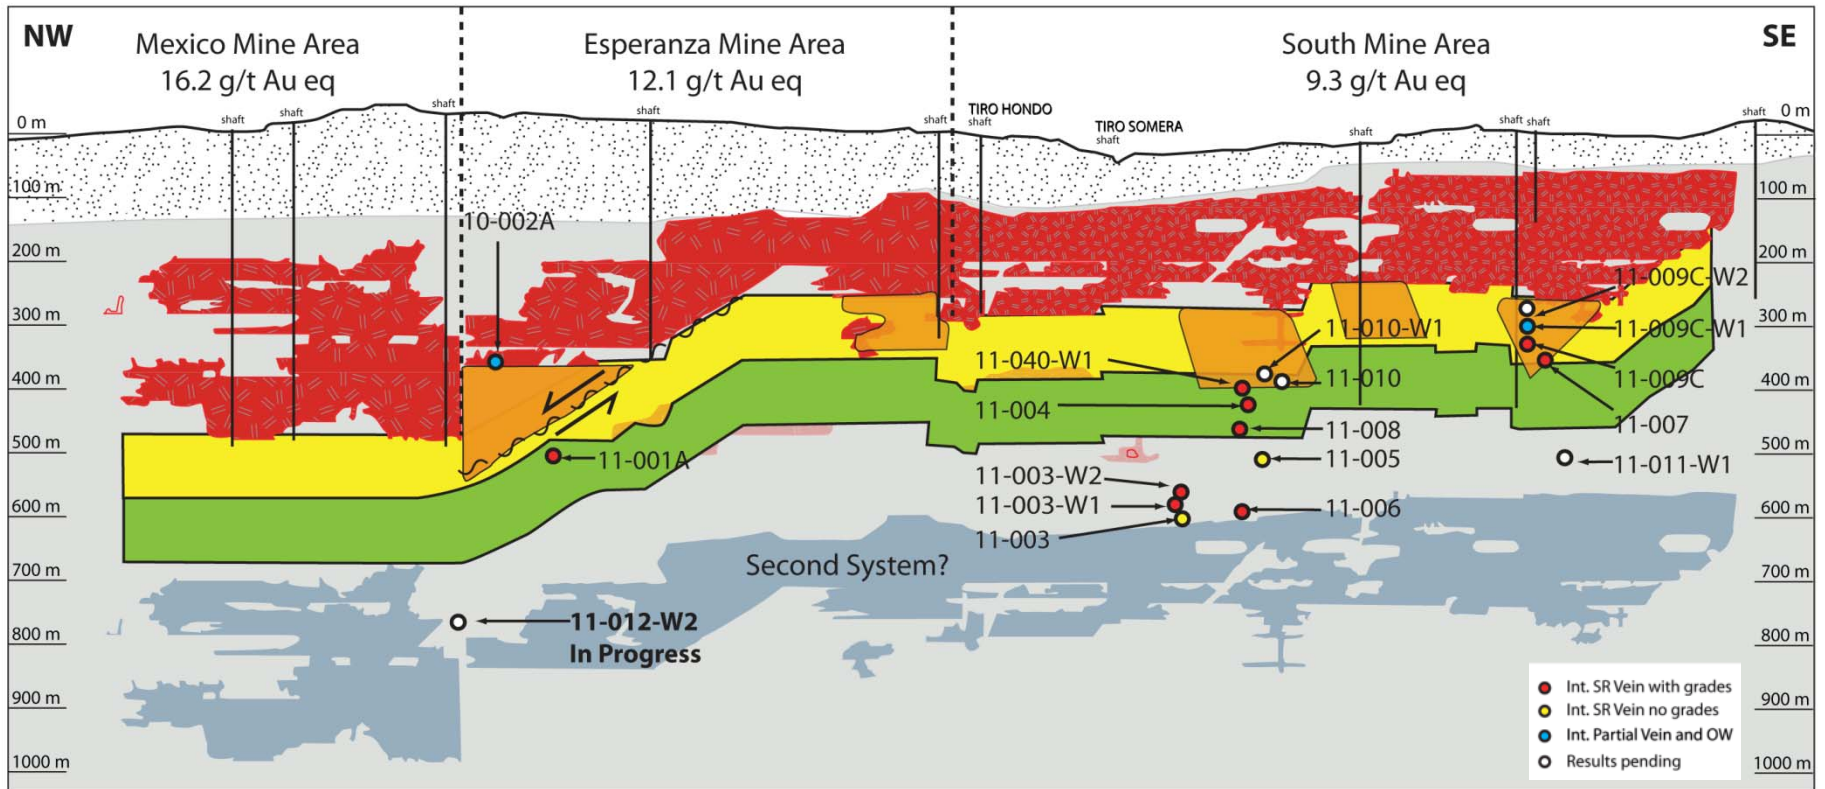 NW
Mexico Mine Area
16.2 g/t Au eq
Esperanza Mine Area
12.1 g/t Au eq
South Mine Area
9.3 g/t Au eq
SE
shaft
shaft
shaft
shaft
shaft
TIRO HONDO
shaft
TIRO SOMERA
shaft
shaft
shaft
shaft
shaft
0 m
100 m
200 m
300 m
400 m
500 m
600 m
700 m
800 m
900 m
1000 m
0 m
100 m
200 m
300 m
400 m
500 m
600 m
700 m
800 m
900 m
1000 m
10-002A
11-001A
11-040-W1
11-004
11-003-W2
11-003-W1
11-003
11-010-W1
11-010
11-008
11-005
11-006
11-009C-W2
11-009C-W1
11-009C
11-007
11-011-W1
Second System?
11-012-W2
In Progress
Int. SR Vein with grades
Int. SR Vein no grades
Int. Partial Vein and OW
Results pending